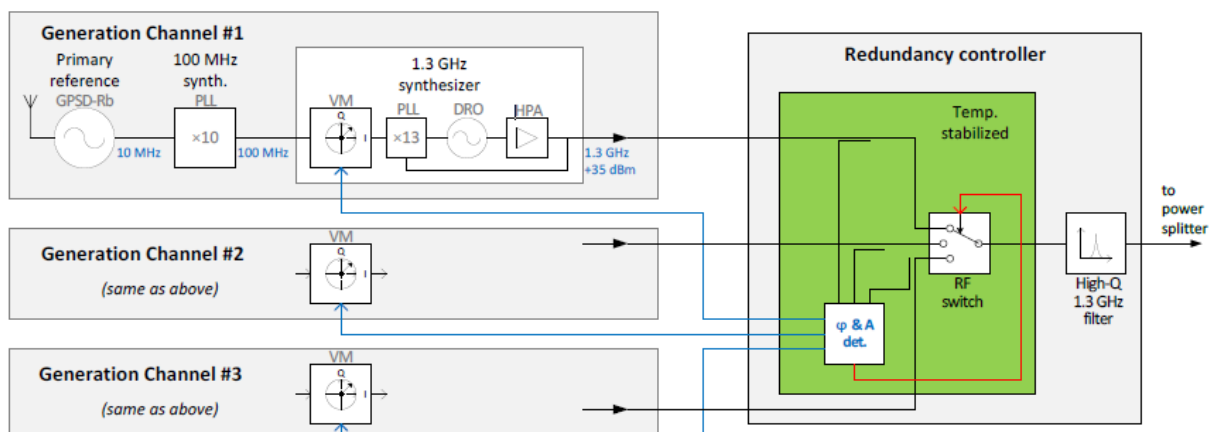 Generation Channel #1
Primary
reference
GPSD-Rb
10 MHz
100 MHz
synth.
PLL
×10
100 MHz
1.3 GHz
synthesizer
VM
Q
I
PLL
×13
DRO
HPA
1.3 GHz
+35 dBm
Generation Channel #2
(same as above)
VM
Q
I
Generation Channel #3
(same as above)
VM
Q
I
Redundancy controller
Temp.
stabilized
RF
switch
φ & A
det.
High-Q
1.3 GHz
filter
to
power
splitter